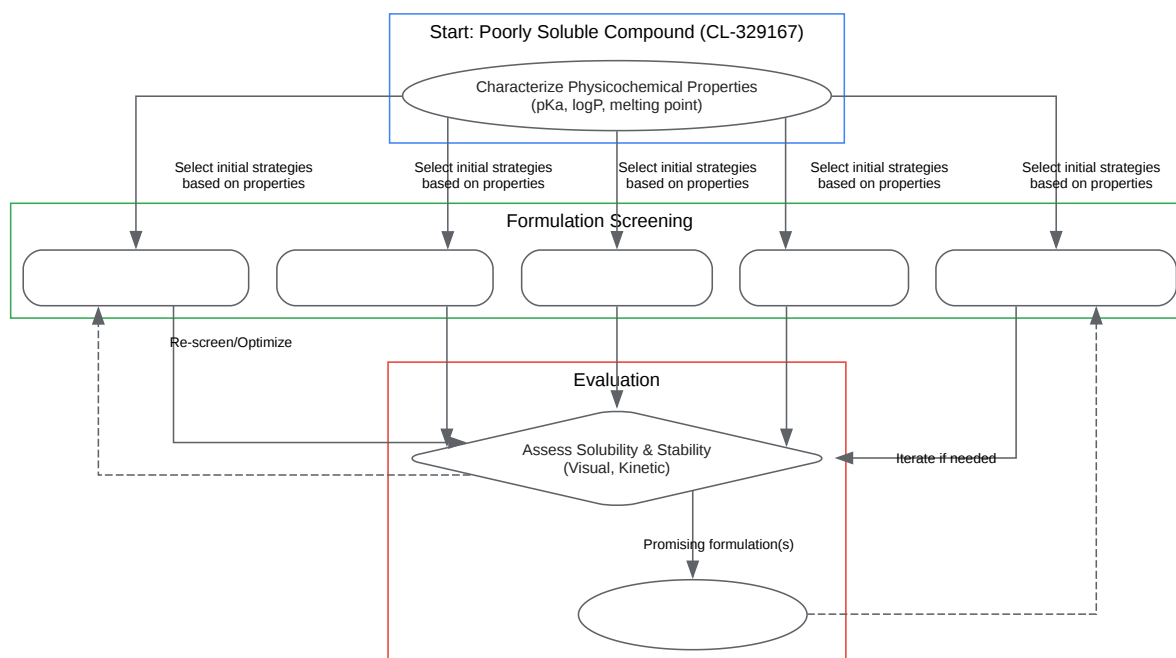 Start: Poorly Soluble Compound (CL-329167)
Characterize Physicochemical Properties
(pKa, logP, melting point)
Select initial strategies
based on properties
Select initial strategies
based on properties
Select initial strategies
based on properties
Select initial strategies
based on properties
Select initial strategies
based on properties
Formulation Screening
Re-screen/Optimize
Evaluation
Assess Solubility & Stability
(Visual, Kinetic)
Iterate if needed
Promising formulation(s)